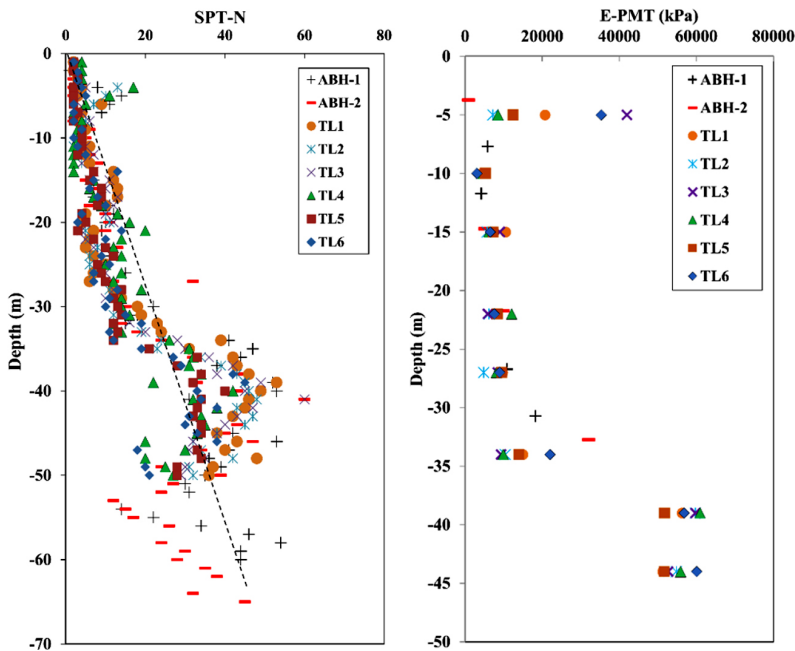 SPT-N
0 20 40 60 80
Depth (m)
0
-10
-20
-30
-40
-50
-60
-70
ABH-1
ABH-2
TL1
TL2
TL3
TL4
TL5
TL6
E-PMT (kPa)
0 20000 40000 60000 80000
Depth (m)
0
-5
-10
-15
-20
-25
-30
-35
-40
-45
-50
ABH-1
ABH-2
TL1
TL2
TL3
TL4
TL5
TL6